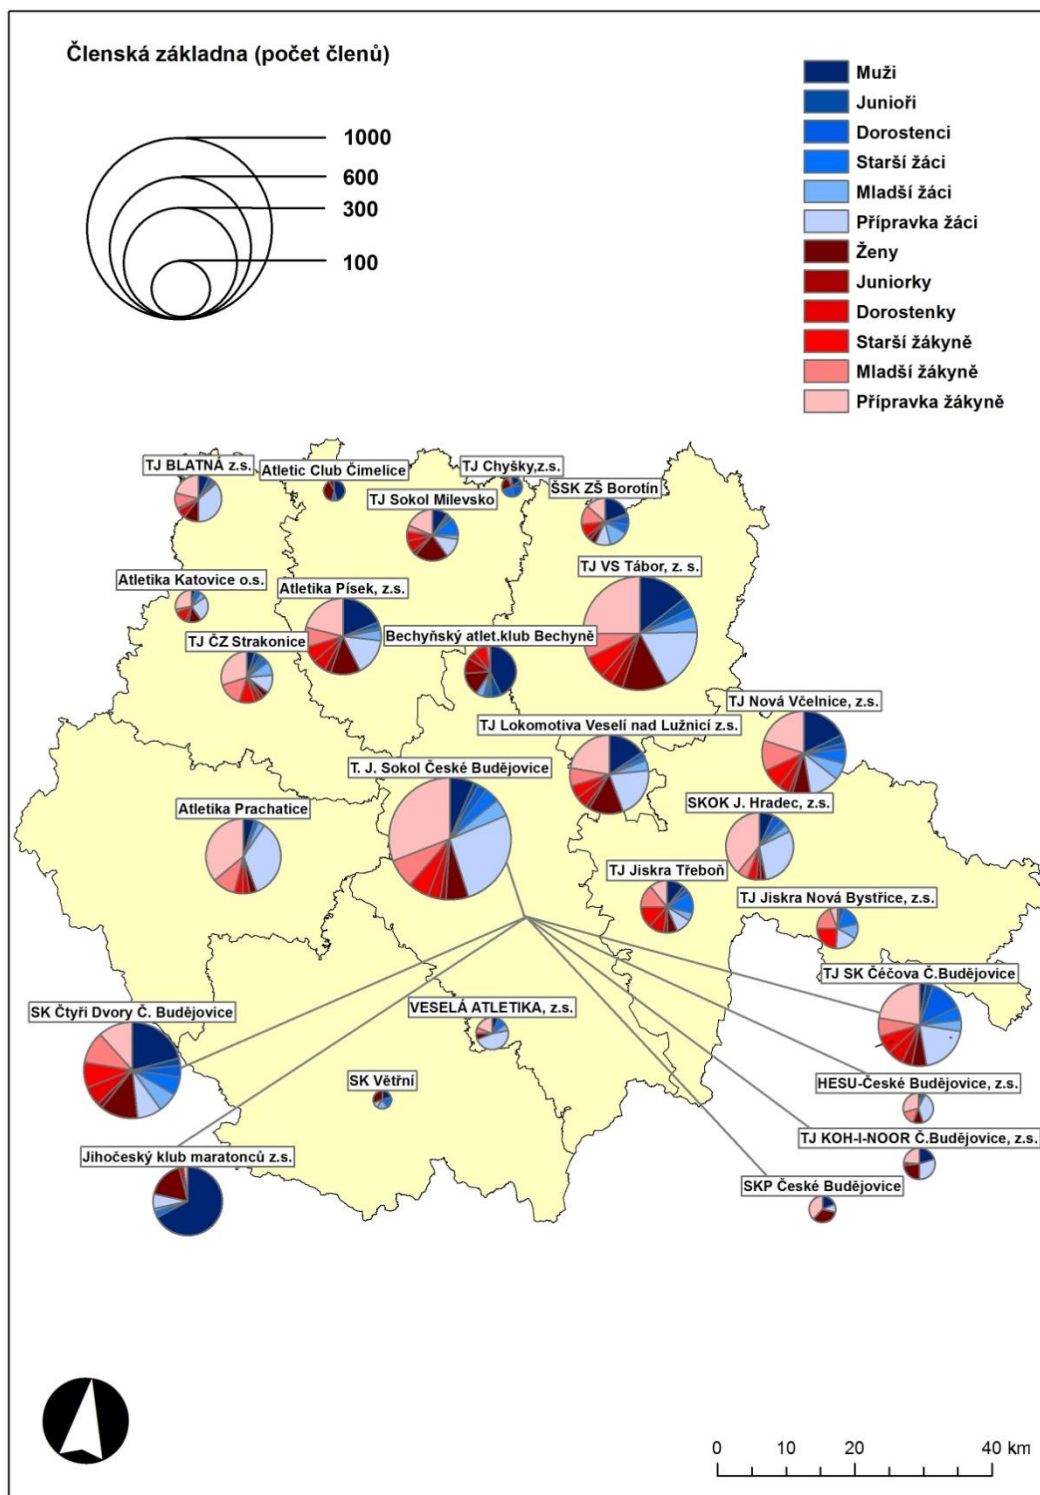 Členská základna (počet členů)
1000
600
300
100
Muži
Junioři
Dorostenci
Starší žáci
Mladší žáci
Přípravka žáci
Ženy
Juniorky
Dorostenky
Starší žákyně
Mladší žákyně
Přípravka žákyně
TJ BLATNÁ z.s.
Atletic Club Čimelice
TJ Chyšky,z.s.
TJ Sokol Milevsko
ŠSK ZŠ Borotín
Atletika Katovice o.s.
Atletika Písek, z.s.
TJ VS Tábor, z. s.
TJ ČZ Strakonice
Bechyňský atlet.klub Bechyně
TJ Nová Včelnice, z.s.
TJ Lokomotiva Veselí nad Lužnicí z.s.
T. J. Sokol České Budějovice
Atletika Prachatice
SKOK J. Hradec, z.s.
TJ Jiskra Třeboň
TJ Jiskra Nová Bystřice, z.s.
TJ SK Čéčova Č.Budějovice
SK Čtyři Dvory Č. Budějovice
VESELÁ ATLETIKA, z.s.
SK Větřní
HESU-České Budějovice, z.s.
TJ KOH-I-NOOR Č.Budějovice, z.s.
Jihočeský klub maratonců z.s.
SKP České Budějovice
0 10 20 40 km